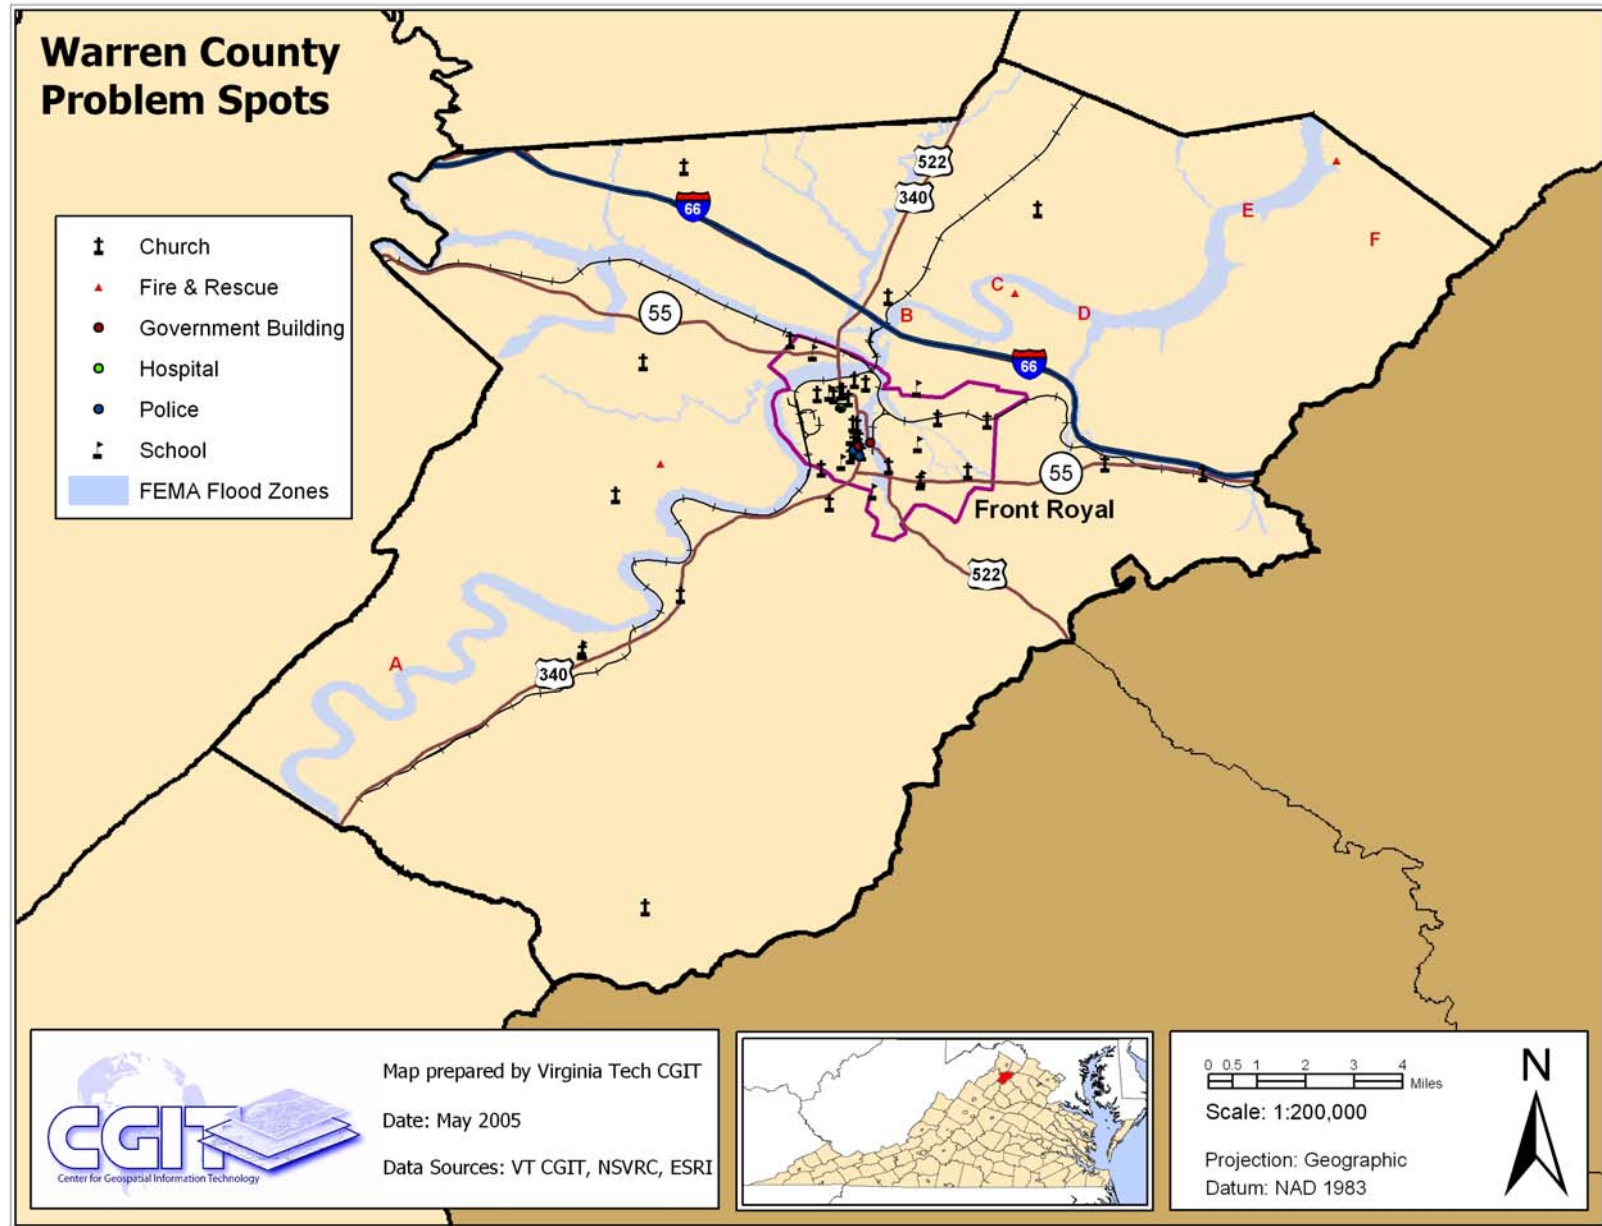 Warren County
Problem Spots
Church
Fire & Rescue
Government Building
Hospital
Police
School
FEMA Flood Zones
522
340
66
E
F
C
B
D
55
66
55
Front Royal
522
A
340
CGIT
Center for Geospatial Information Technology
Map prepared by Virginia Tech CGIT
Date: May 2005
Data Sources: VT CGIT, NSVRC, ESRI
0 0.5 1 2 3 4
Miles
Scale: 1:200,000
Projection: Geographic
Datum: NAD 1983
N